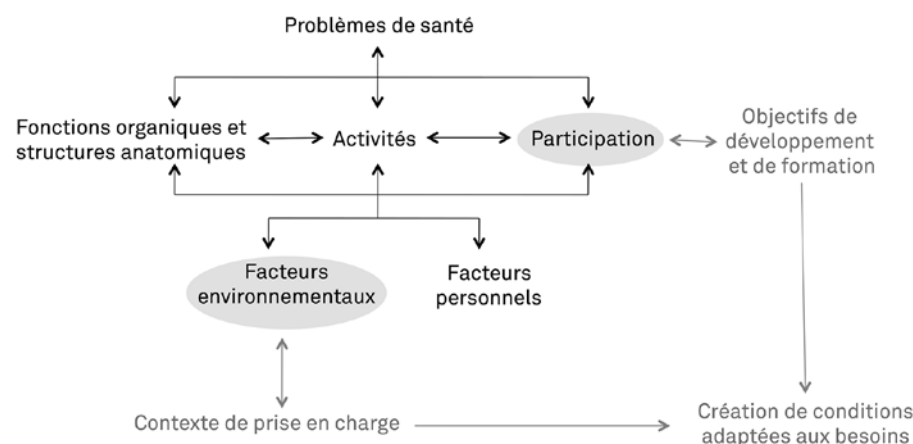 Problèmes de santé
Fonctions organiques et
structures anatomiques
Activités
Participation
Objectifs de
développement
et de formation
Facteurs
environnementaux
Facteurs
personnels
Contexte de prise en charge
Création de conditions
adaptées aux besoins